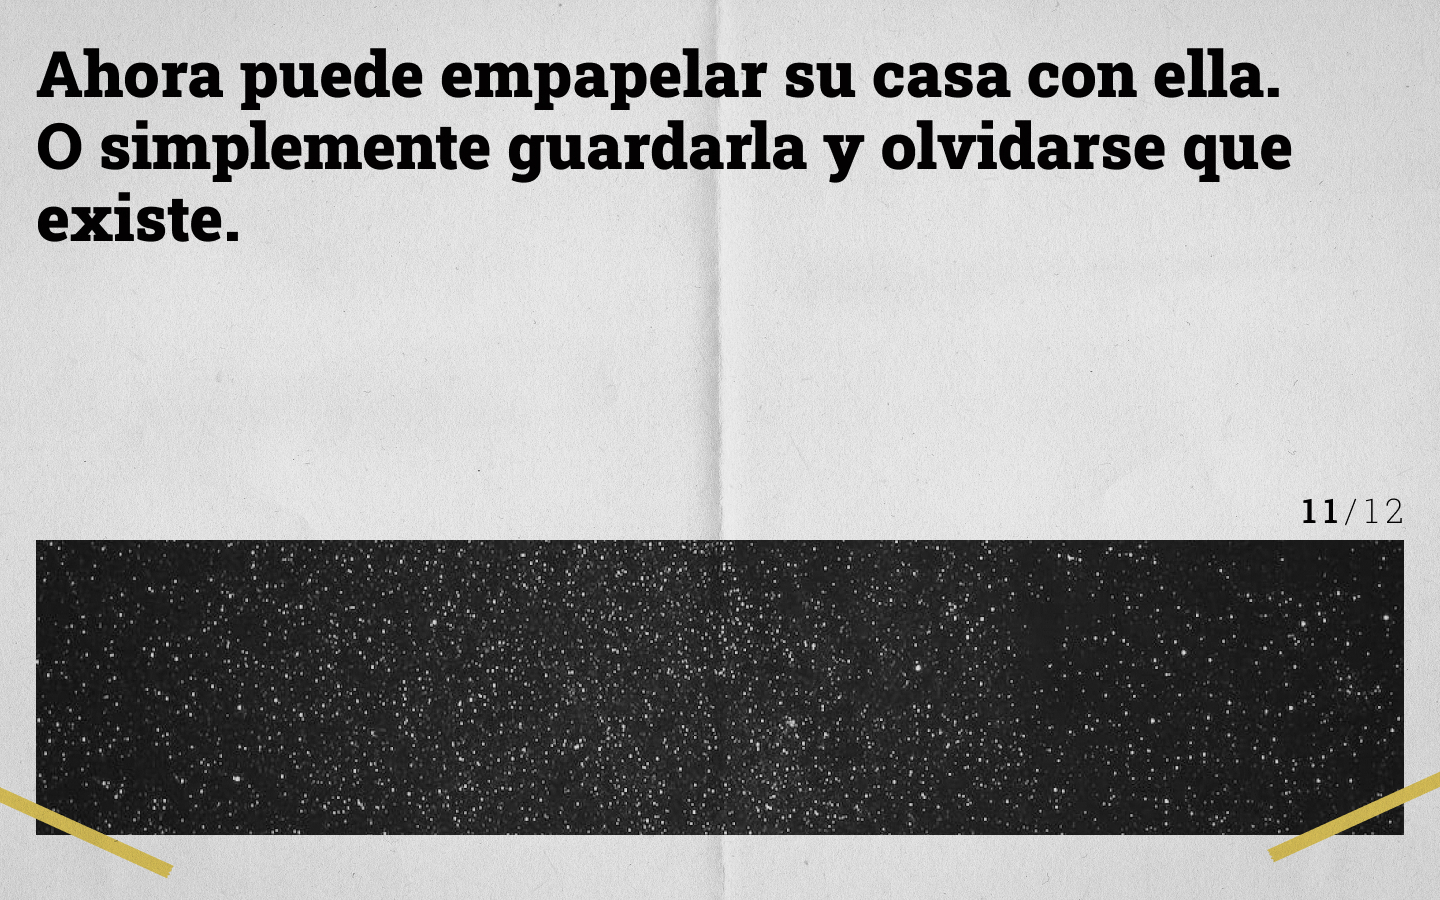 Ahora puede empapelar su casa con ella.
O simplemente guardarla y olvidarse que
existe.
11/12